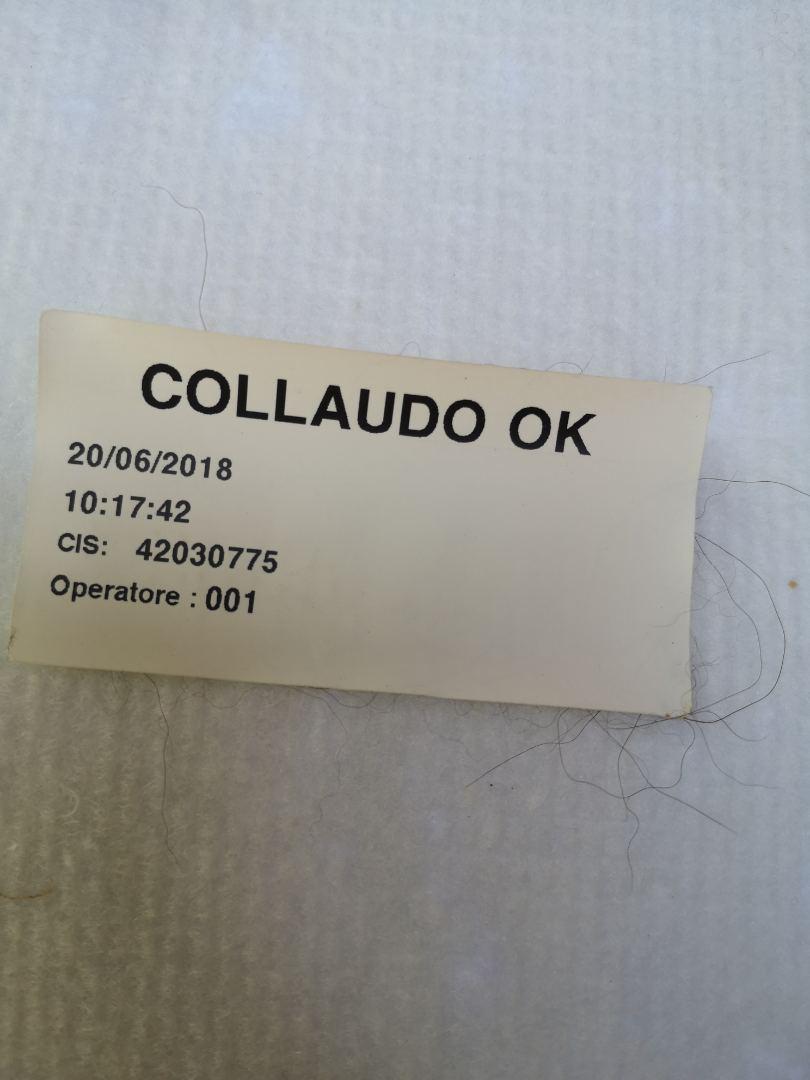 COLLAUDO OK
20/06/2018
10:17:42
CIS: 42030775
Operatore : 001